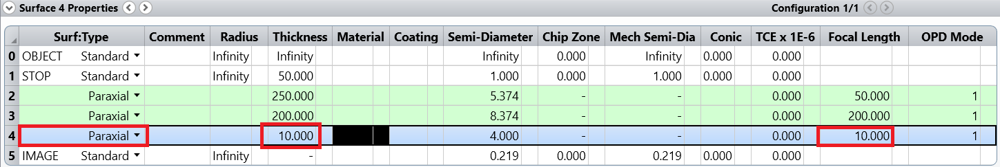 Surface 4 Properties Configuration 1/1
Surf:Type Comment Radius Thickness Material Coating Semi-Diameter Chip Zone Mech Semi-Dia Conic TCE x 1E-6 Focal Length OPD Mode
0 OBJECT Standard Infinity Infinity Infinity 0.000 Infinity 0.000 0.000
1 STOP Standard Infinity 50.000 1.000 0.000 1.000 0.000 0.000
2 Paraxial 250.000 5.374 - - 0.000 50.000 1
3 Paraxial 200.000 8.374 - - 0.000 200.000 1
4 Paraxial 10.000 4.000 - - 0.000 10.000 1
5 IMAGE Standard Infinity - 0.219 0.000 0.219 0.000 0.000